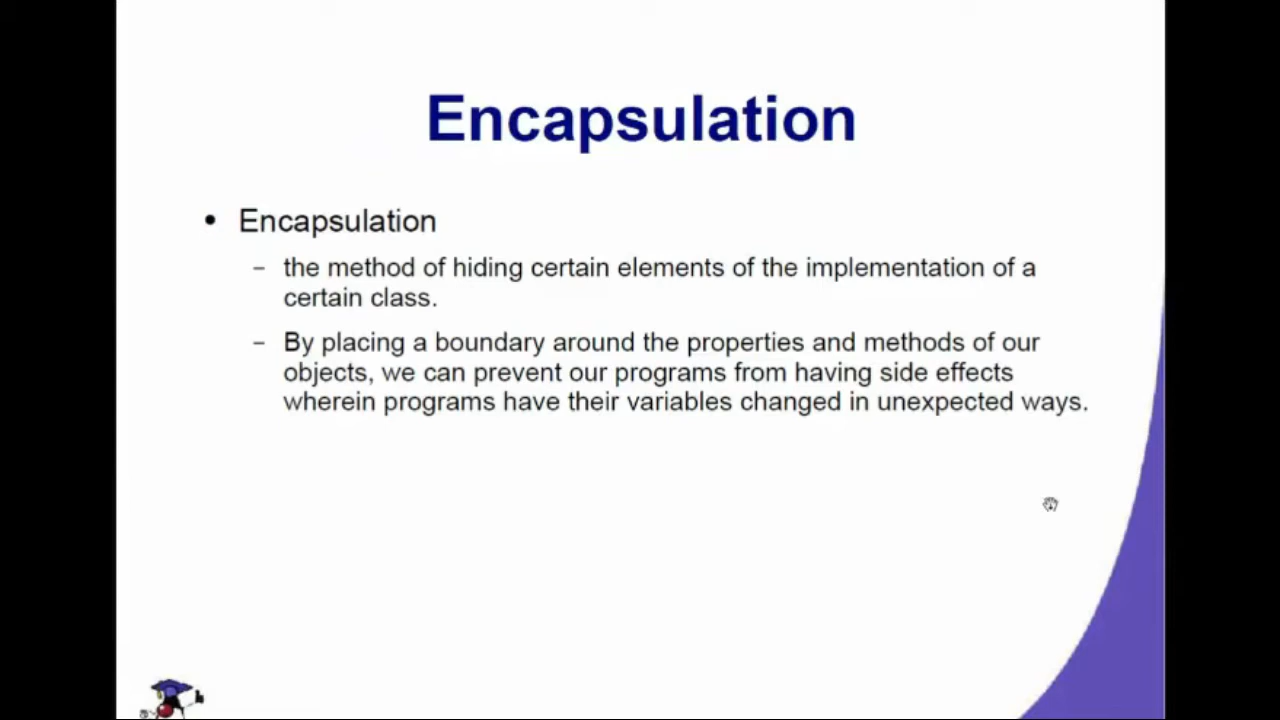 Encapsulation
• Encapsulation
– the method of hiding certain elements of the implementation of a
certain class.
– By placing a boundary around the properties and methods of our
objects, we can prevent our programs from having side effects
wherein programs have their variables changed in unexpected ways.